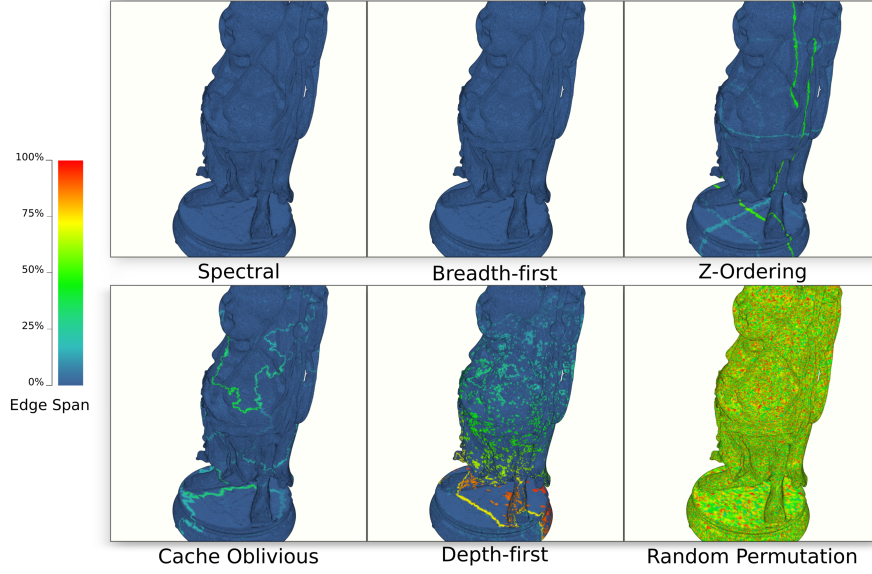 Spectral
Breadth-first
Z-Ordering
100%
75%
50%
25%
0%
Edge Span
Cache Oblivious
Depth-first
Random Permutation